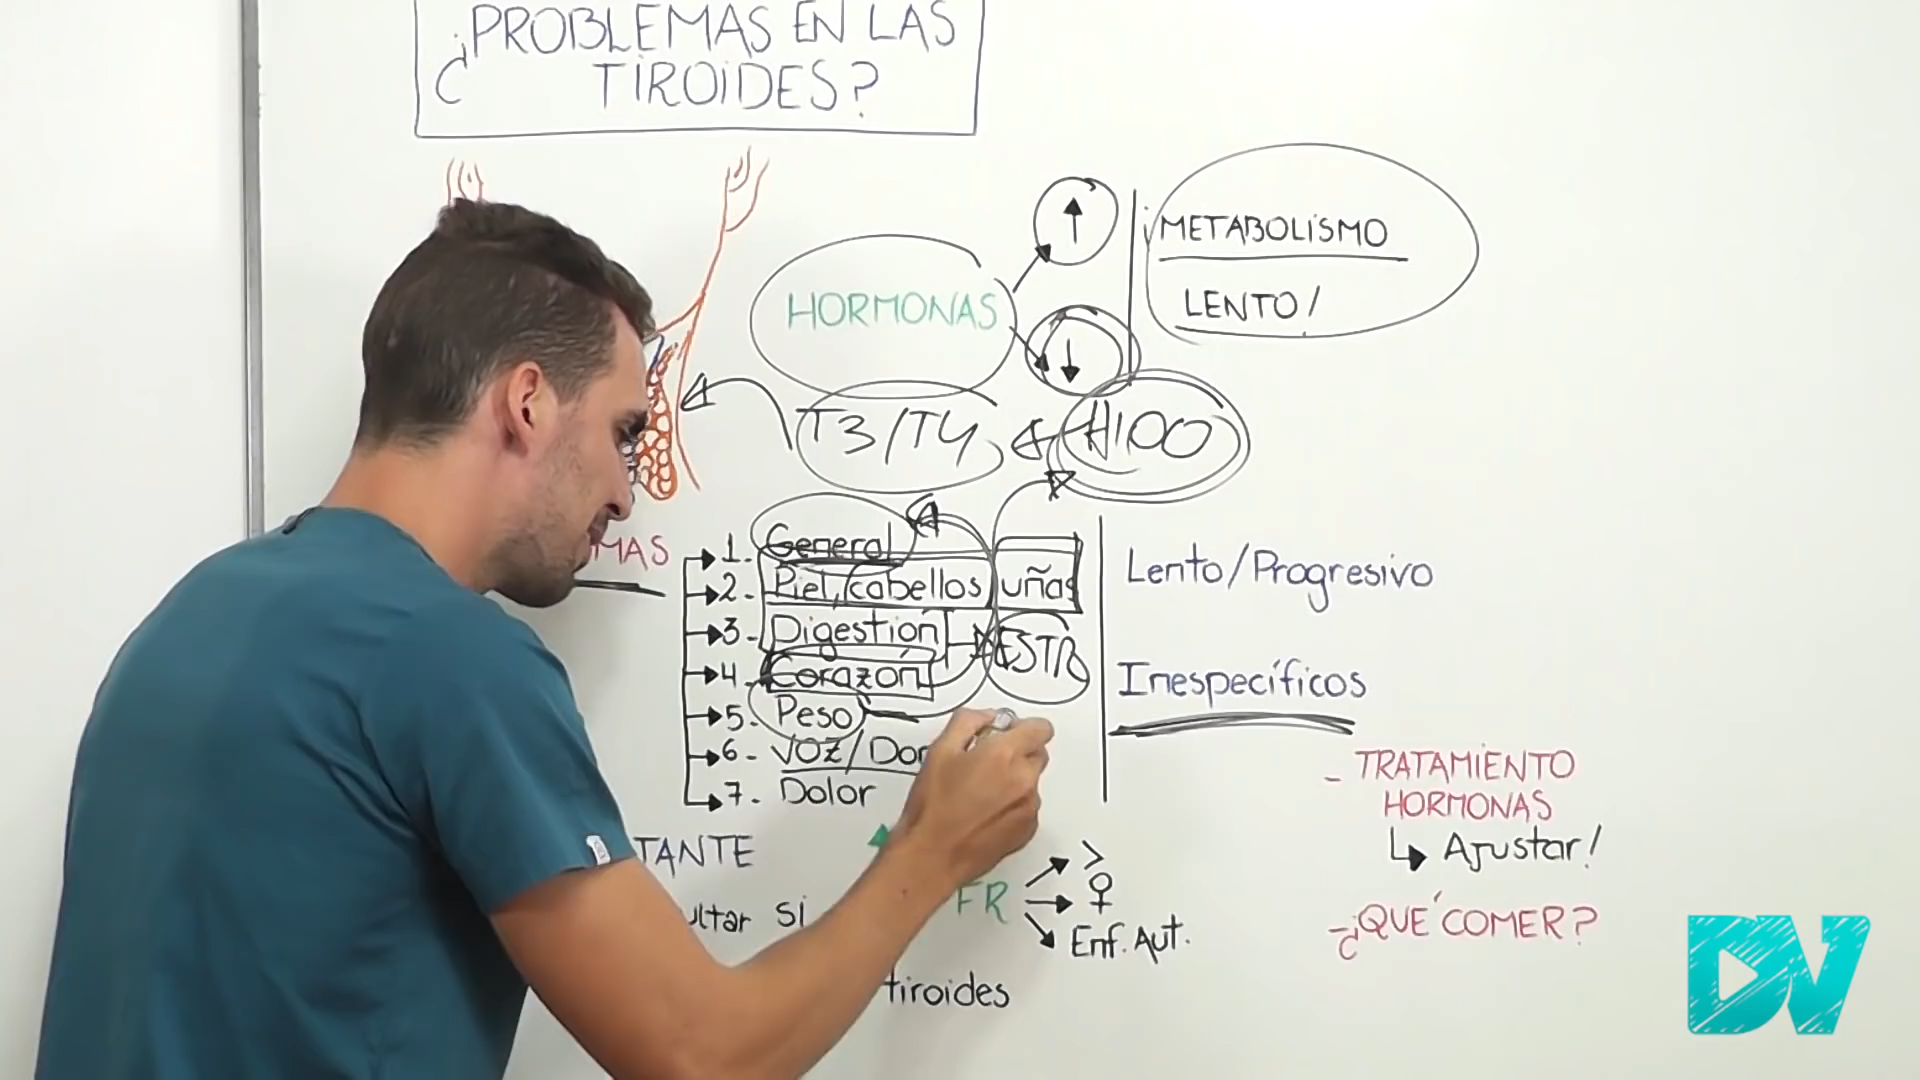 ¿PROBLEMAS EN LAS
TIROIDES?
HORMONAS
¡METABOLISMO
LENTO/
T3/T4
HIPO
MAS
1. General
2- Piel, cabellos uñas
3- Digestión
4. Corazón
5. Peso
6- VOZ/
7. Dolor
ESTR
Lento/Progresivo
Inespecíficos
- TRATAMIENTO
HORMONAS
Ajustar!
-¿QUÉ COMER?
TANTE
ultar si
FR
>
♀
Enf. Aut.
tiroides
DN